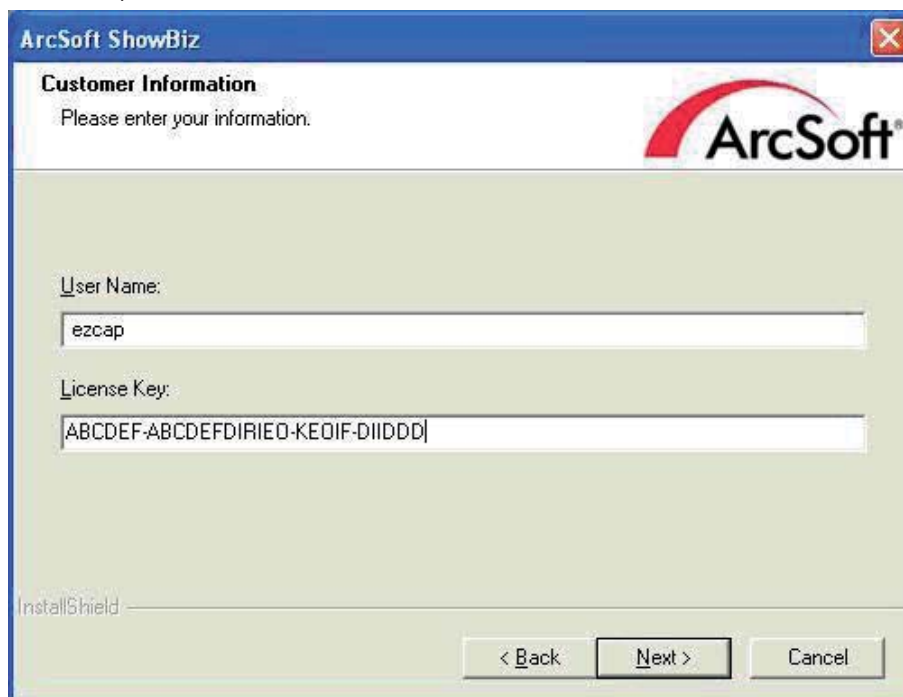 ArcSoft ShowBiz
Customer Information
Please enter your information.
ArcSoft®
User Name:
ezcap
License Key:
ABCDEF-ABCDEFDIRIEO-KEOIF-DIIDDD
InstallShield
< Back
Next >
Cancel